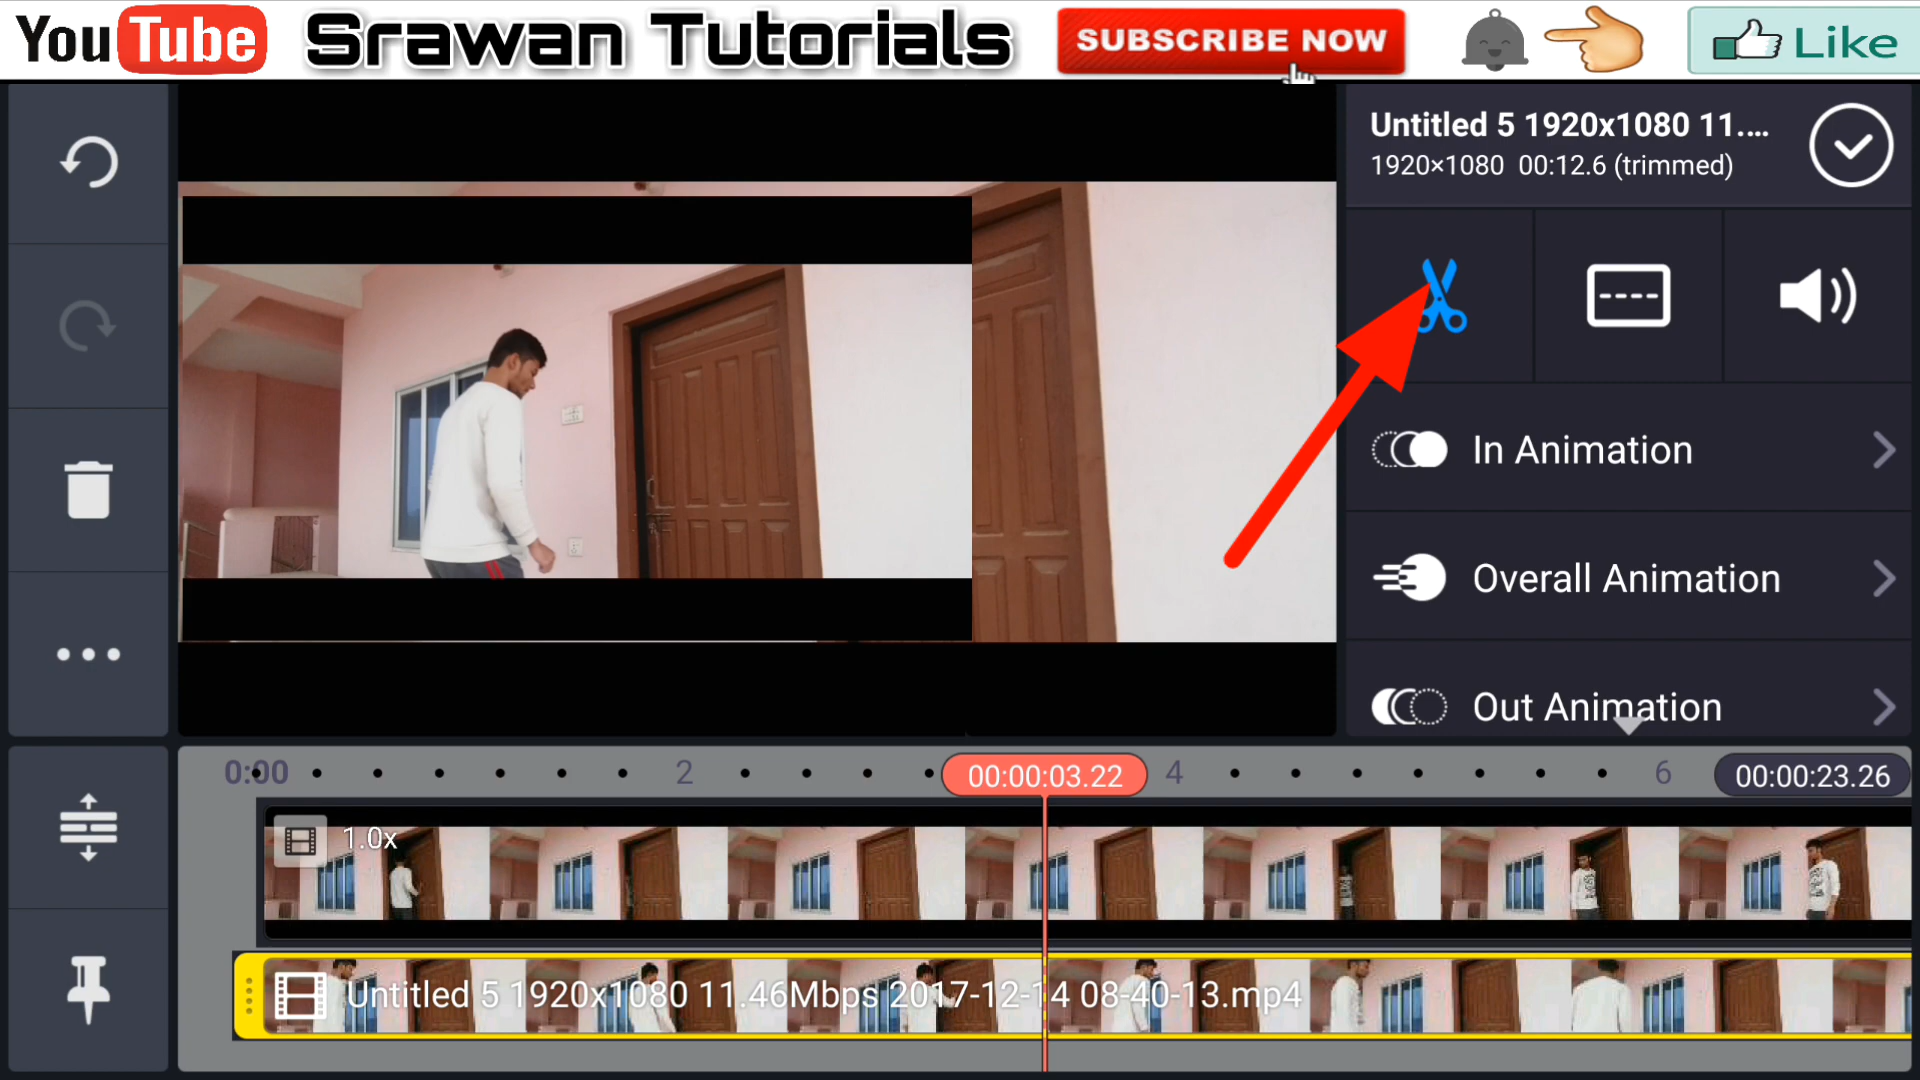 YouTube Srawan Tutorials SUBSCRIBE NOW Like
Untitled 5 1920x1080 11....
1920×1080 00:12.6 (trimmed)
In Animation
Overall Animation
Out Animation
0:00 2 00:00:03.22 4 6 00:00:23.26
1.0x
Untitled 5 1920x1080 11.46Mbps 2017-12-14 08-40-13.mp4